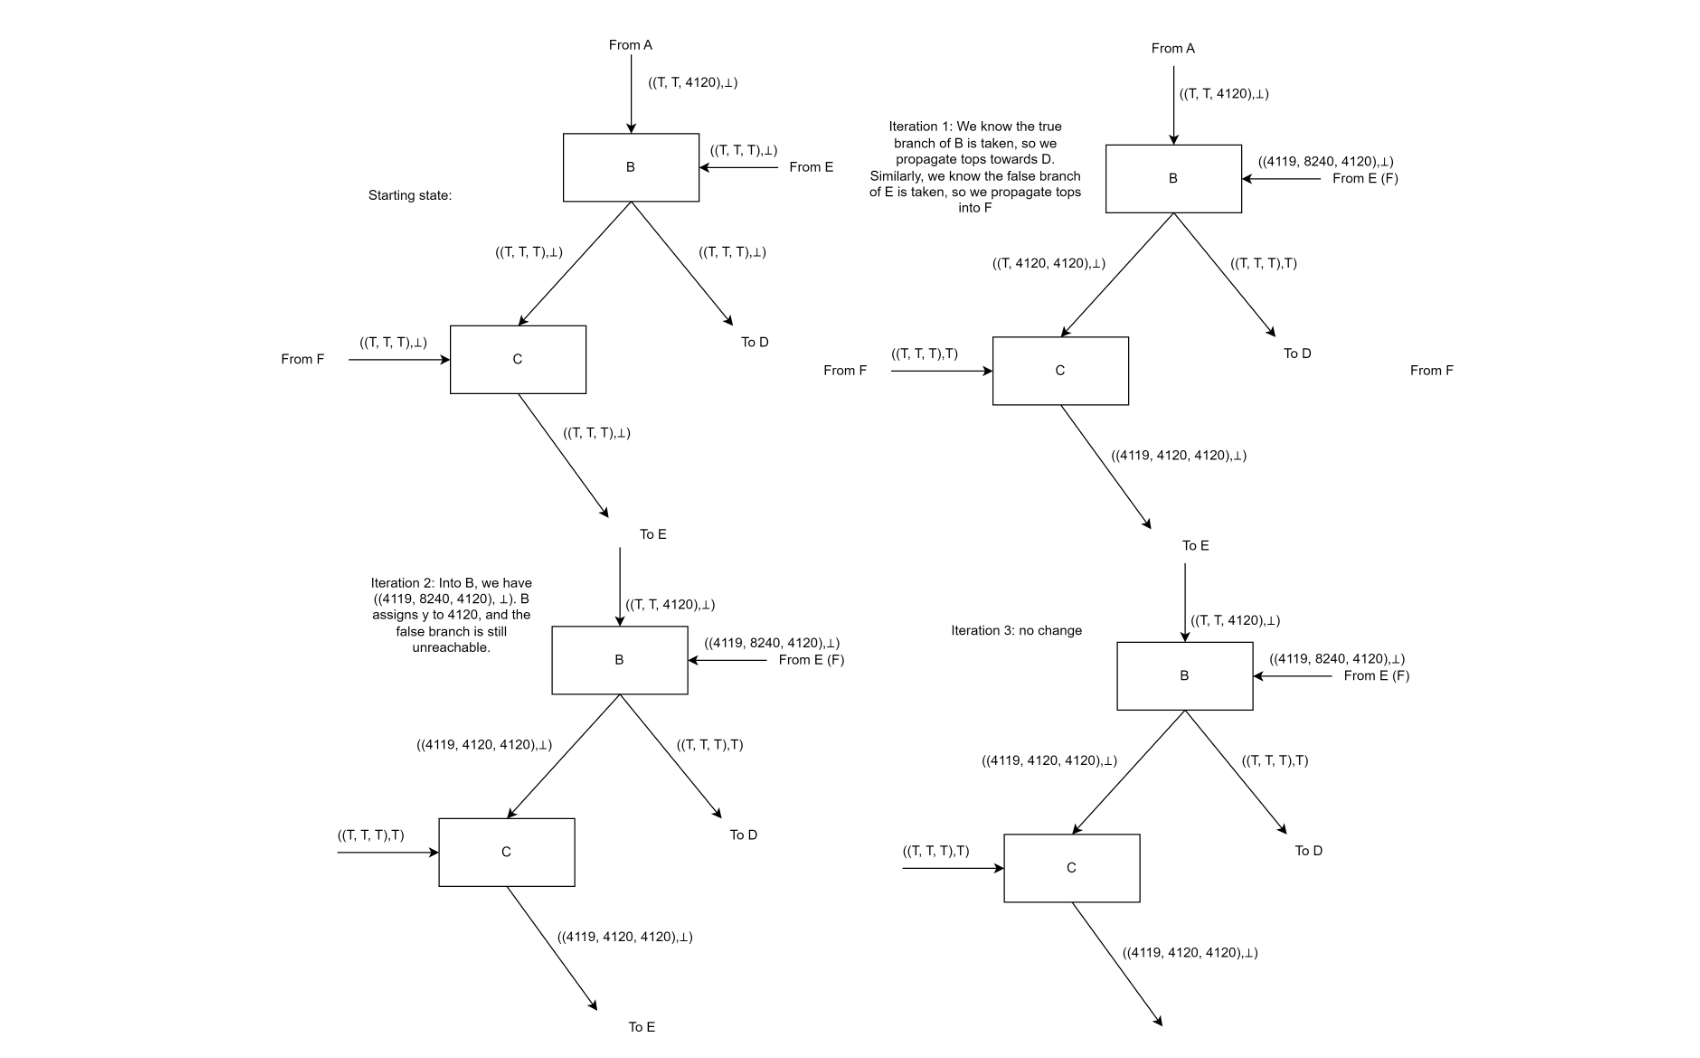 From A
((T, T, 4120),⊥)
B
((T, T, T),⊥)
From E
Starting state:
((T, T, T),⊥)
((T, T, T),⊥)
To D
From F
((T, T, T),⊥)
C
((T, T, T),⊥)
To E
From A
((T, T, 4120),⊥)
Iteration 1: We know the true
branch of B is taken, so we
propagate tops towards D.
Similarly, we know the false branch
of E is taken, so we propagate tops
into F
B
((4119, 8240, 4120),⊥)
From E (F)
((T, 4120, 4120),⊥)
((T, T, T),T)
To D
From F
((T, T, T),T)
From F
C
((4119, 4120, 4120),⊥)
To E
Iteration 2: Into B, we have
((4119, 8240, 4120), ⊥). B
assigns y to 4120, and the
false branch is still
unreachable.
((T, T, 4120),⊥)
B
((4119, 8240, 4120),⊥)
From E (F)
((4119, 4120, 4120),⊥)
((T, T, T),T)
To D
((T, T, T),T)
C
((4119, 4120, 4120),⊥)
To E
Iteration 3: no change
((T, T, 4120),⊥)
B
((4119, 8240, 4120),⊥)
From E (F)
((4119, 4120, 4120),⊥)
((T, T, T),T)
To D
((T, T, T),T)
C
((4119, 4120, 4120),⊥)